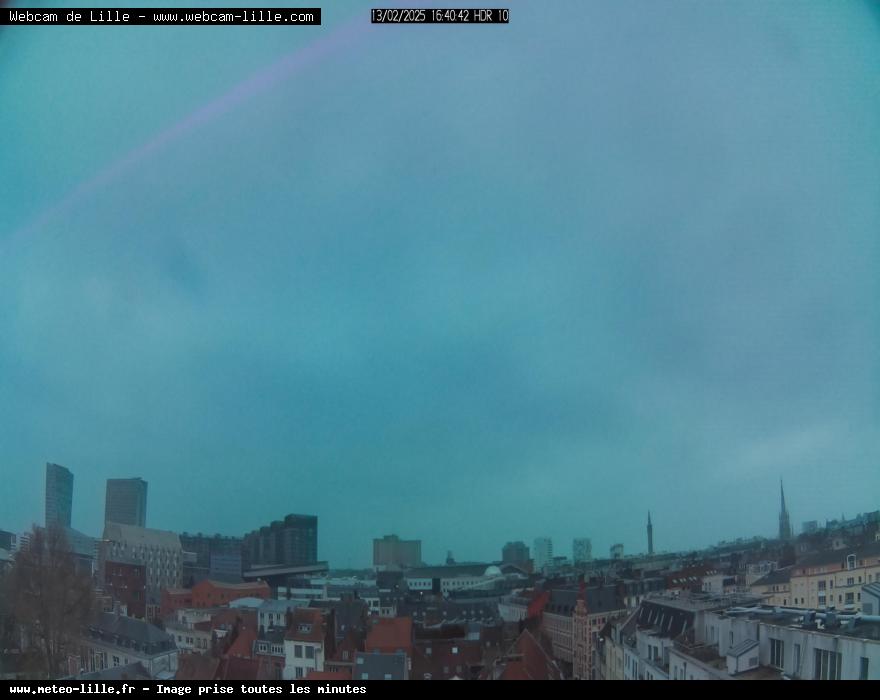 Webcam de Lille - www.webcam-lille.com
13/02/2025 16:40:42 HDR 10
www.meteo-lille.fr - Image prise toutes les minutes